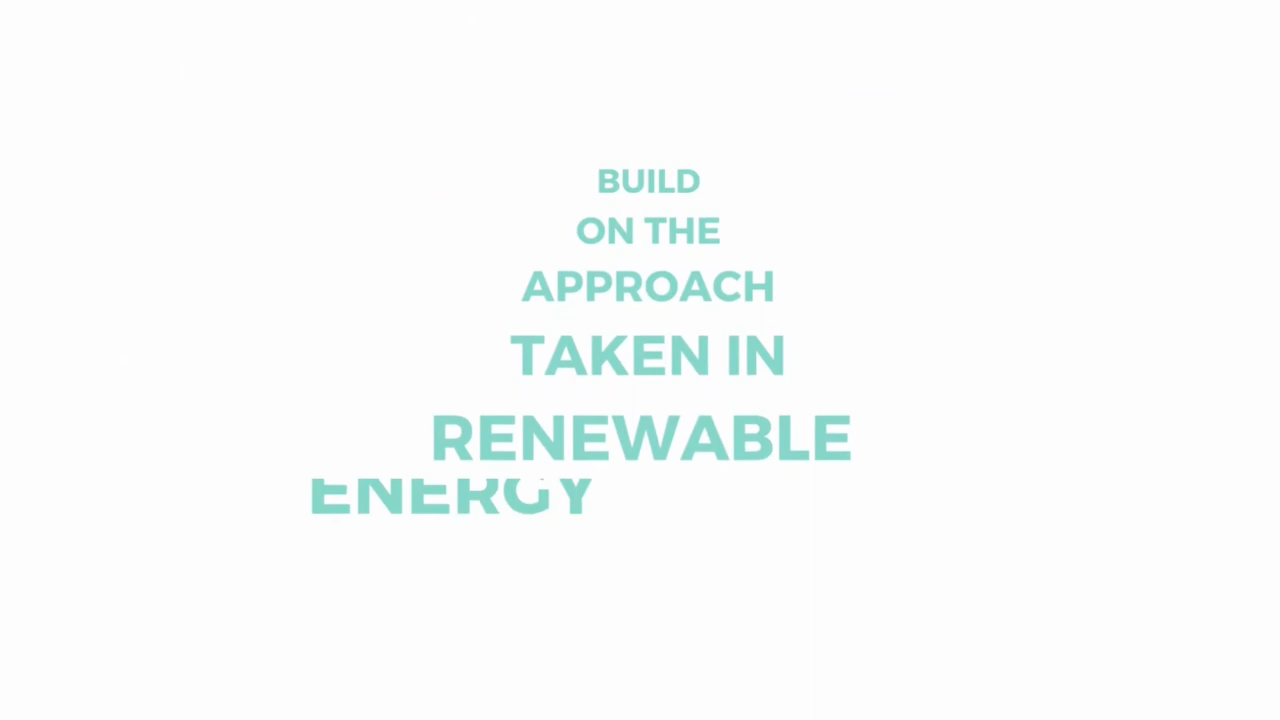 BUILD
ON THE
APPROACH
TAKEN IN
RENEWABLE
ENERGY